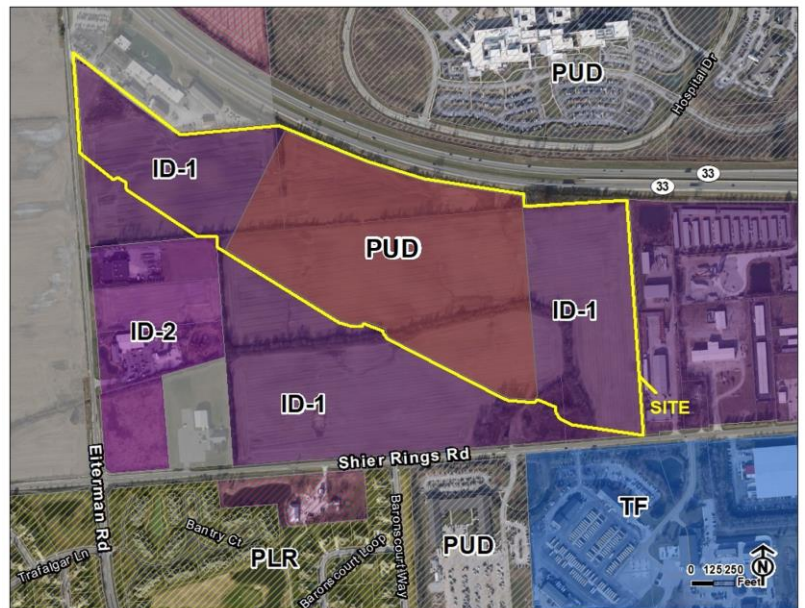 PUD
Hospital Dr
33
33
ID-1
PUD
ID-1
ID-2
ID-1
SITE
Eiterman Rd
Shier Rings Rd
TF
Bantry Ct
Trafalgar Ln
PLR
Baronscourt Loop
Baronscourt Way
PUD
N
0 125 250
Feet